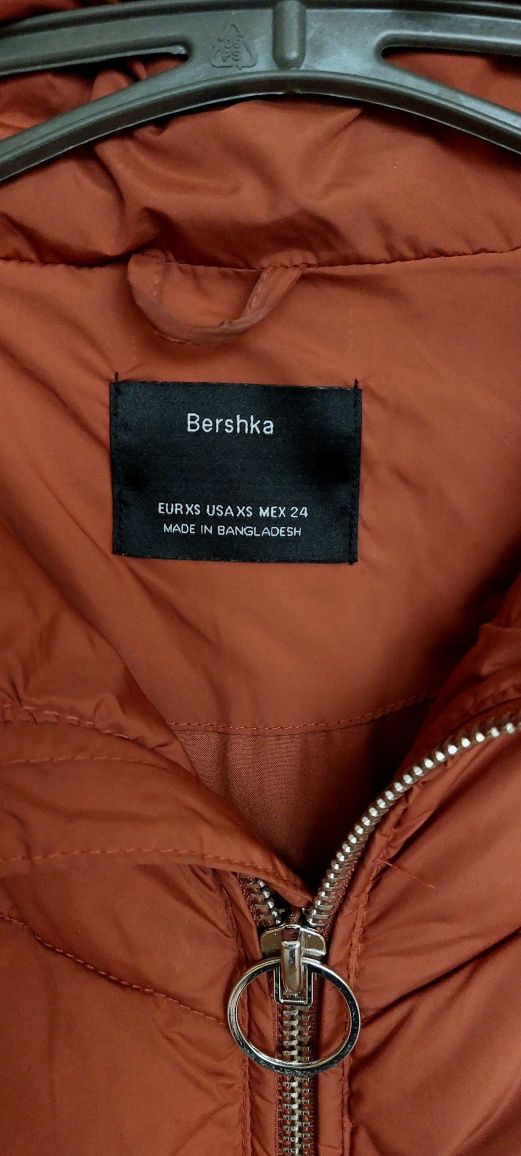 Bershka
EUR XS USA XS MEX 24
MADE IN BANGLADESH